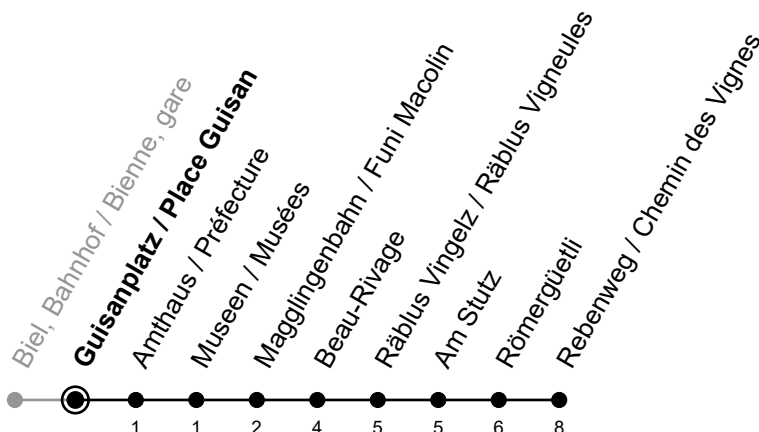 Biel, Bahnhof / Bienne, gare
Guisanplatz / Place Guisan
Amthaus / Préfecture
Museen / Musées
Magglingenbahn / Funi Macolin
Beau-Rivage
Räblus Vingelz / Räblus Vigneules
Am Stutz
Römergüetli
Rebenweg / Chemin des Vignes
1 1 2 4 5 5 6 8